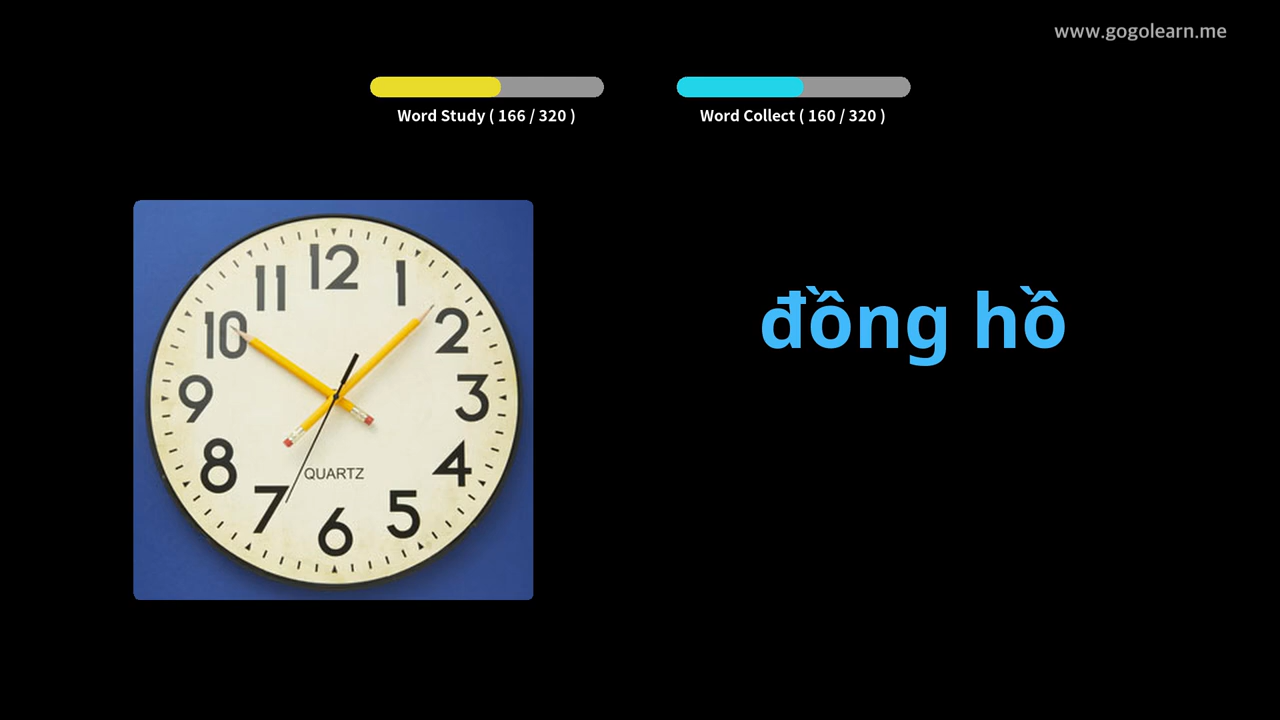 www.gogolearn.me
Word Study ( 166 / 320 )
Word Collect ( 160 / 320 )
12
11
1
10
2
9
3
8
4
7
5
6
QUARTZ
đồng hồ